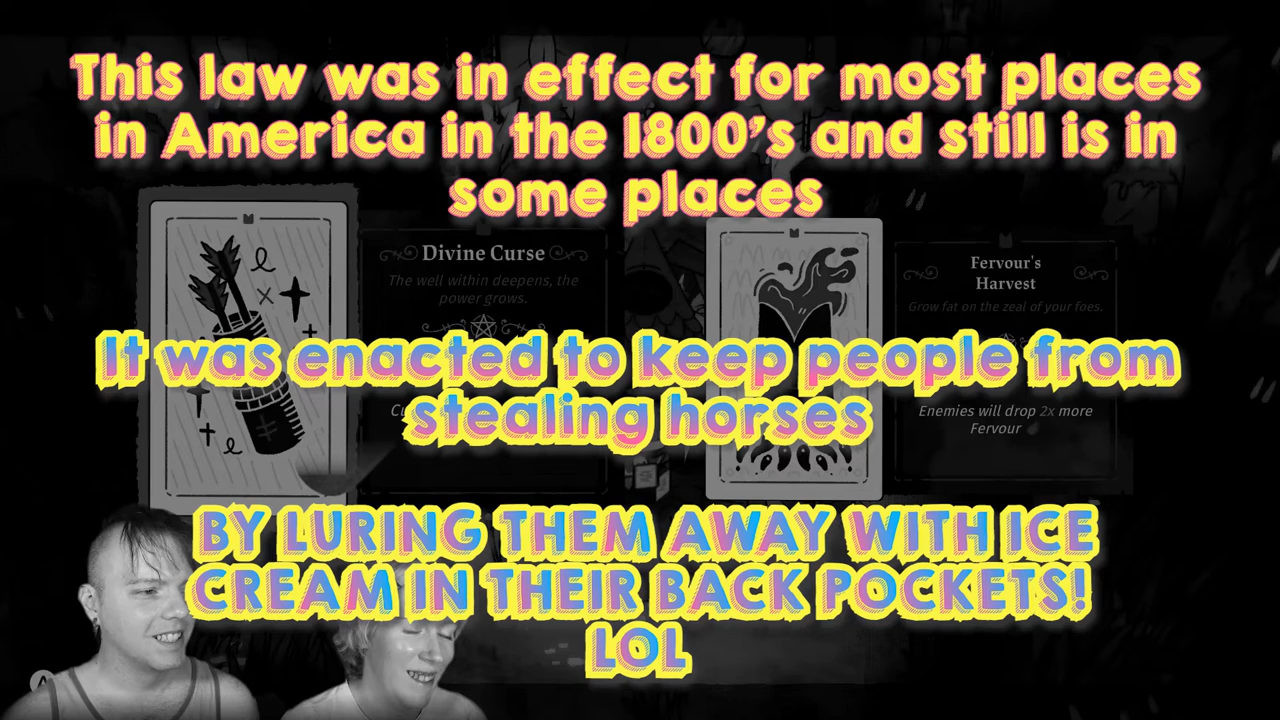 This law was in effect for most places
in America in the 1800's and still is in
some places
Divine Curse
The well within deepens, the
power grows.
Fervour's
Harvest
Grow fat on the zeal of your foes.
It was enacted to keep people from
stealing horses
Enemies will drop 2x more
Fervour
BY LURING THEM AWAY WITH ICE
CREAM IN THEIR BACK POCKETS!
LOL